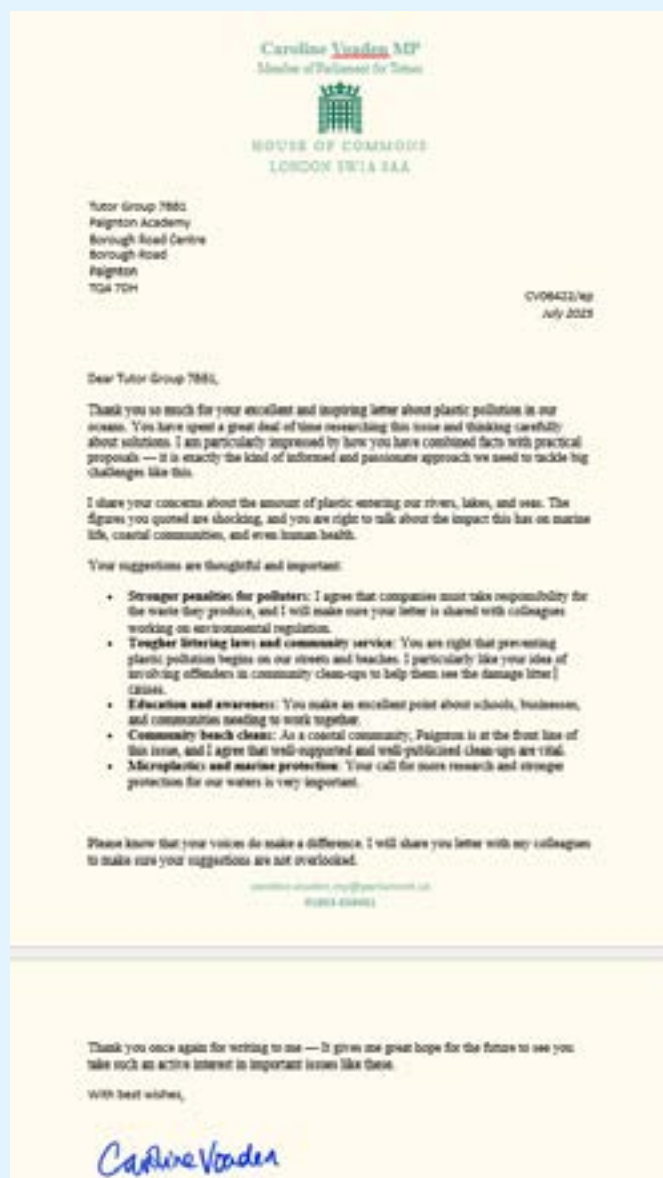 Caroline Voaden MP
Member of Parliament for Totnes
HOUSE OF COMMONS
LONDON SW1A 0AA
Tutor Group 7BB1
Paignton Academy
Borough Road Centre
Borough Road
Paignton
TQ4 7DH
July 2025
Dear Tutor Group 7BB1,
Thank you so much for your excellent and inspiring letter about plastic pollution in our
oceans. You have spent a great deal of time researching this issue and thinking carefully
about solutions. I am particularly impressed by how you have combined facts with practical
proposals — it is exactly the kind of informed and passionate approach we need to tackle big
challenges like this.
I share your concerns about the amount of plastic entering our rivers, lakes, and seas. The
figures you quoted are shocking, and you are right to talk about the impact this has on marine
life, coastal communities, and even human health.
Your suggestions are thoughtful and important:
• Stronger penalties for polluters: I agree that companies must take responsibility for
the waste they produce, and I will make sure your letter is shared with colleagues
working on environmental regulation.
• Tougher littering laws and community service: You are right that preventing
plastic pollution begins on our streets and beaches. I particularly like your idea of
involving offenders in community clean-ups to help them see the damage litter
causes.
• Education and awareness: You make an excellent point about schools, businesses,
and communities needing to work together.
• Community beach cleans: As a coastal community, Paignton is at the front line of
this issue, and I agree that well-supported and well-publicised clean-ups are vital.
• Microplastics and marine protection: Your call for more research and stronger
protection for our waters is very important.
Please know that your voices do make a difference. I will share you letter with my colleagues
to make sure your suggestions are not overlooked.
caroline.voaden.mp@parliament.uk
Thank you once again for writing to me — It gives me great hope for the future to see you
take such an active interest in important issues like these.
With best wishes,
Caroline Voaden